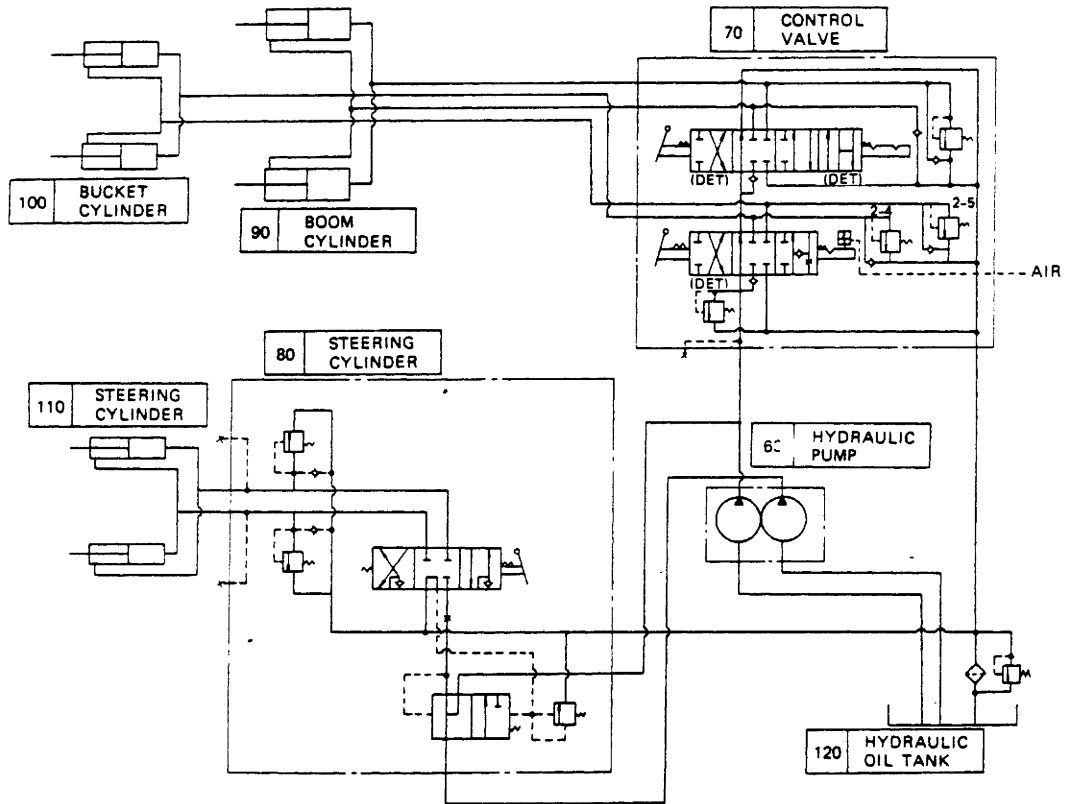 70 CONTROL
VALVE
(DET)
(DET)
100 BUCKET
CYLINDER
90 BOOM
CYLINDER
2-4
2-5
(DET)
AIR
80 STEERING
CYLINDER
110 STEERING
CYLINDER
HYDRAULIC
PUMP
120 HYDRAULIC
OIL TANK